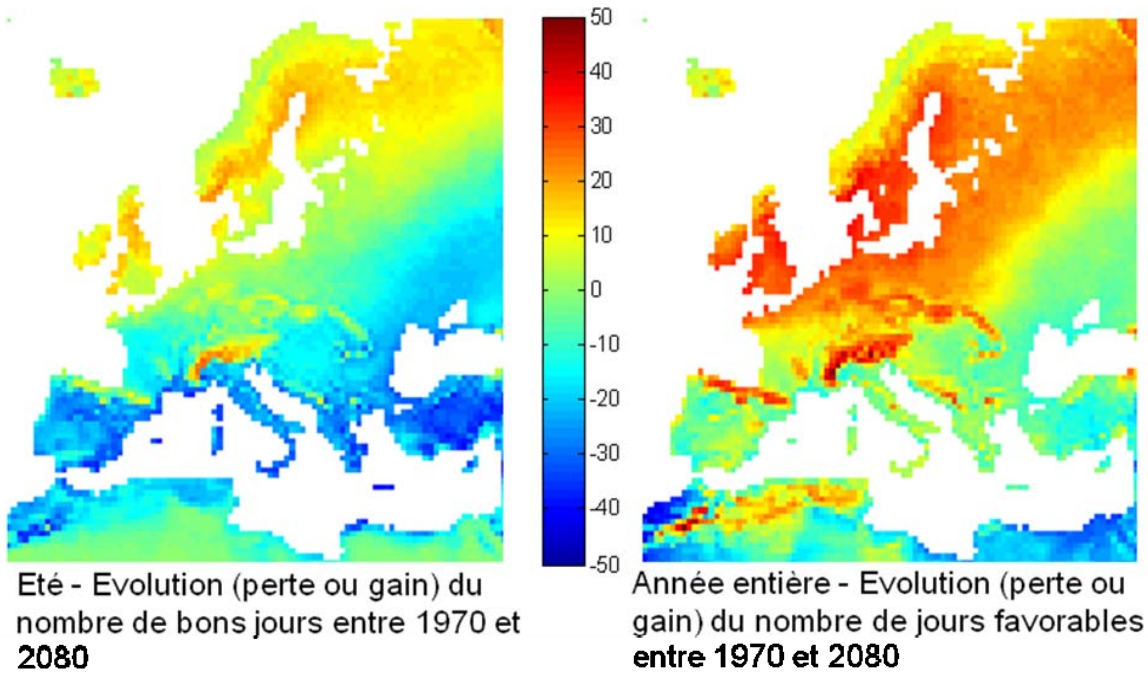 50
40
30
20
10
0
-10
-20
-30
-40
-50
Eté - Evolution (perte ou gain) du
nombre de bons jours entre 1970 et
2080
Année entière - Evolution (perte ou
gain) du nombre de jours favorables
entre 1970 et 2080